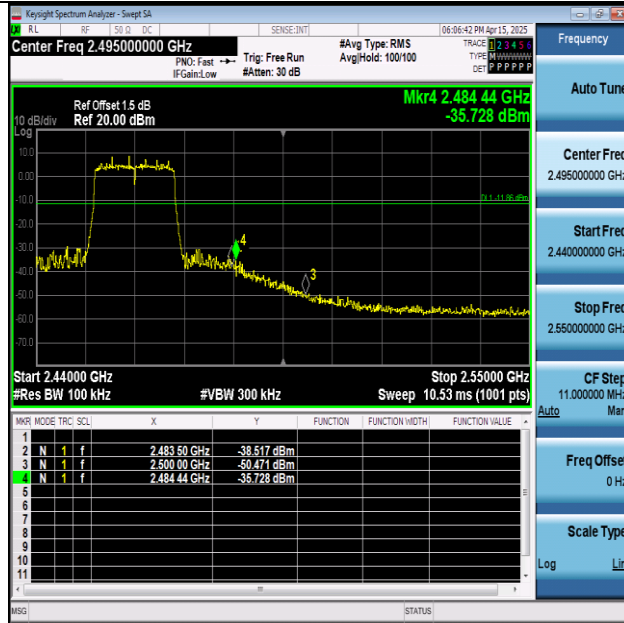 Keysight Spectrum Analyzer - Swept SA
RL RF 50 Ω DC SENSE:INT 06:06:42 PM Apr 15, 2025
Center Freq 2.495000000 GHz #Avg Type: RMS TRACE 1 2 3 4 5 6
PNO: Fast Trig: Free Run Avg|Hold: 100/100 TYPE M
IFGain:Low #Atten: 30 dB DET P P P P P P
Ref Offset 1.5 dB Mkr4 2.484 44 GHz
10 dB/div Ref 20.00 dBm -35.728 dBm
Log
10.0
0.00
-10.0
DL1 -11.86 dBm
-20.0
-30.0
4
-40.0
3
-50.0
-60.0
-70.0
Start 2.44000 GHz Stop 2.55000 GHz
#Res BW 100 kHz #VBW 300 kHz Sweep 10.53 ms (1001 pts)
MKR MODE TRC SCL X Y FUNCTION FUNCTION WIDTH FUNCTION VALUE
1
2 N 1 f 2.483 50 GHz -38.517 dBm
3 N 1 f 2.500 00 GHz -50.471 dBm
4 N 1 f 2.484 44 GHz -35.728 dBm
5
6
7
8
9
10
11
MSG STATUS
Frequency
Auto Tune
Center Freq
2.495000000 GHz
Start Freq
2.440000000 GHz
Stop Freq
2.550000000 GHz
CF Step
11.000000 MHz
Auto Man
Freq Offset
0 Hz
Scale Type
Log Lin